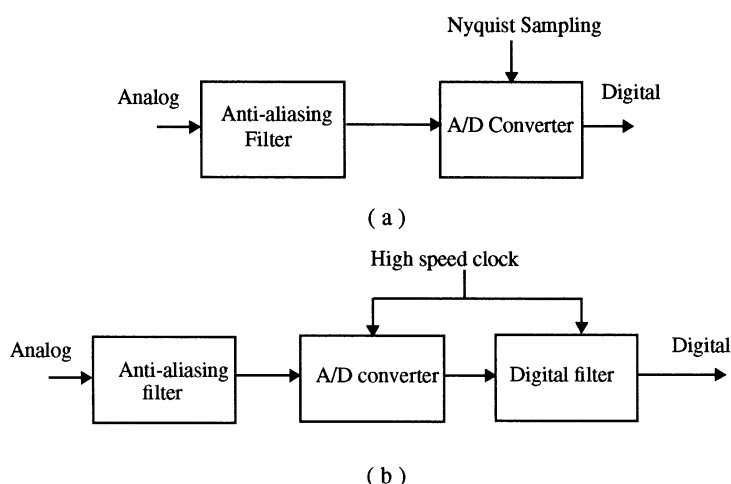 Nyquist Sampling
Analog
Anti-aliasing
Filter
A/D Converter
Digital
( a )
High speed clock
Analog
Anti-aliasing
filter
A/D converter
Digital filter
Digital
( b )